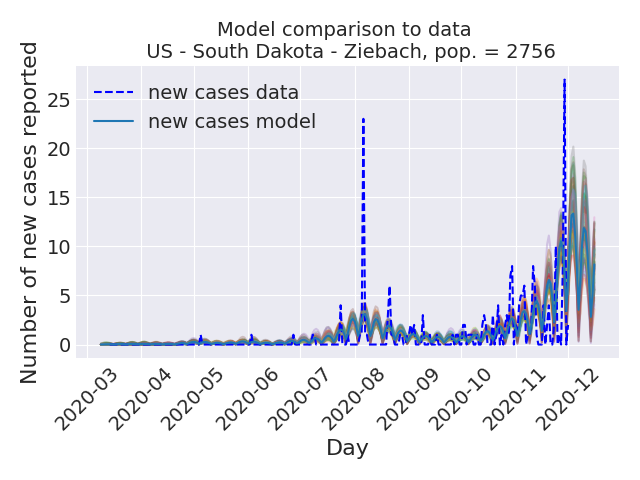 Model comparison to data
US - South Dakota - Ziebach, pop. = 2756
Number of new cases reported
25
20
15
10
5
0
new cases data
new cases model
2020-03
2020-04
2020-05
2020-06
2020-07
2020-08
2020-09
2020-10
2020-11
2020-12
Day